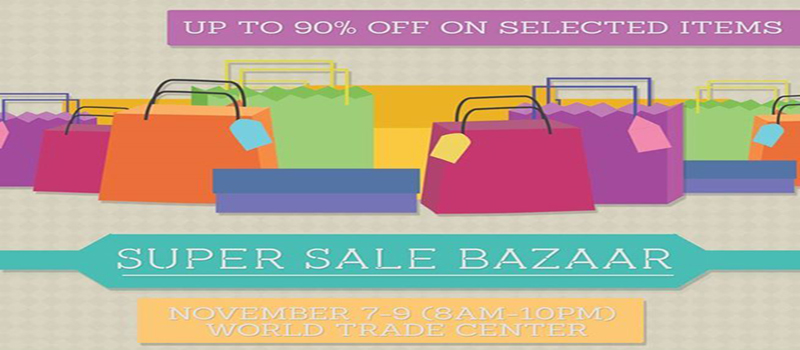 UP TO 90% OFF ON SELECTED ITEMS
SUPER SALE BAZAAR
NOVEMBER 7-9 (8AM-10PM)
WORLD TRADE CENTER